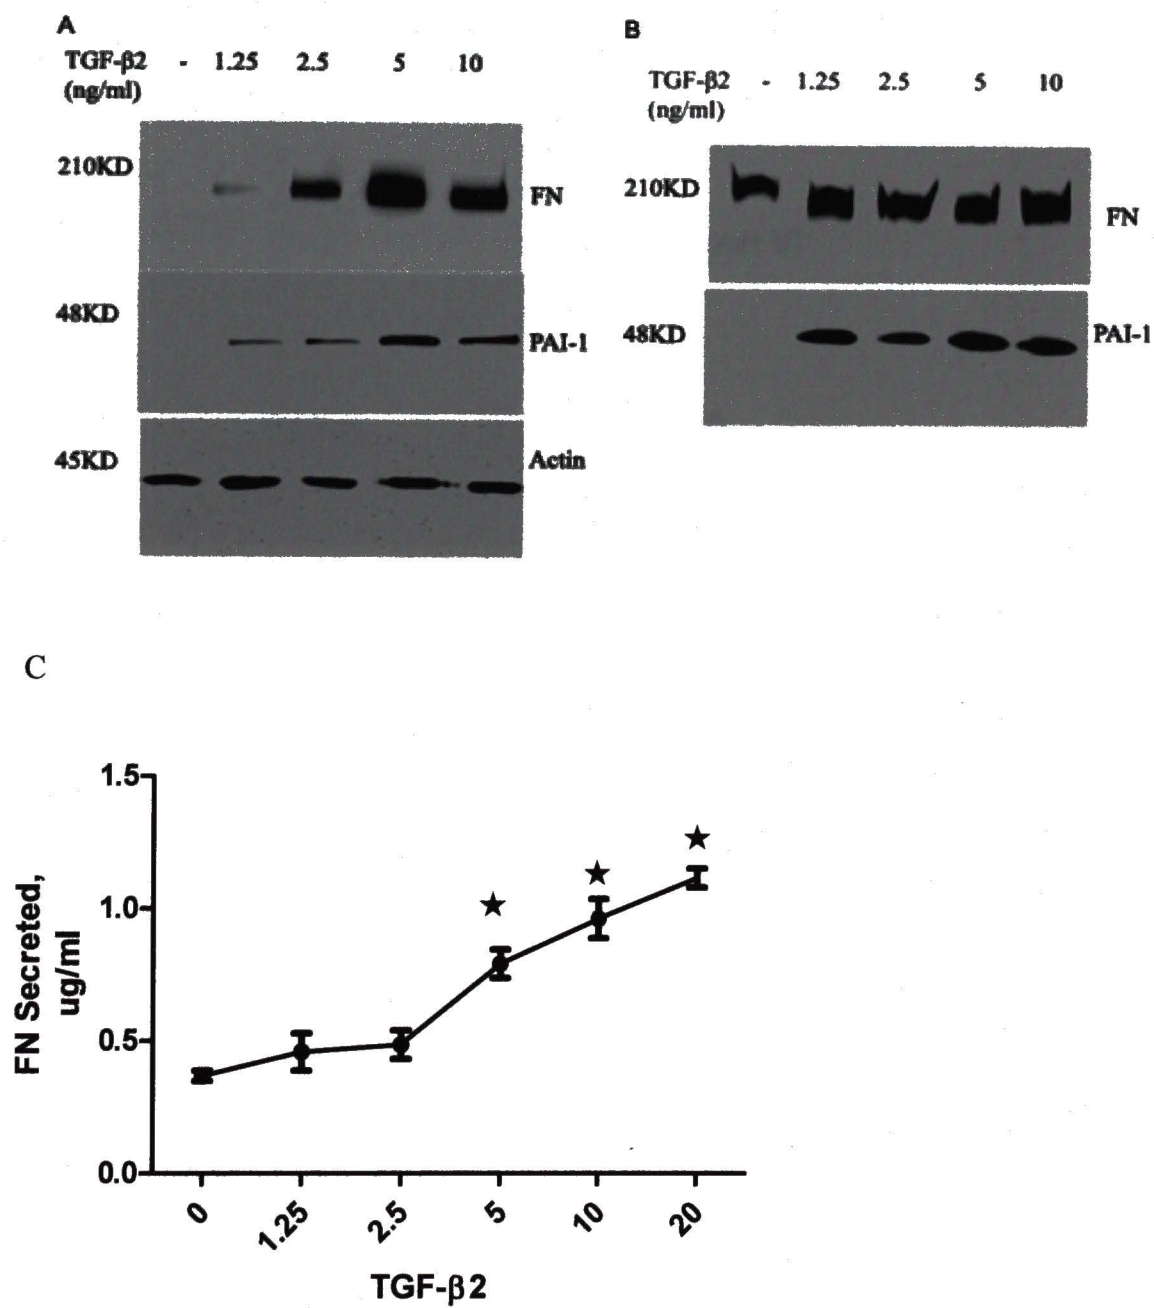 A
TGF-β2 - 1.25 2.5 5 10
(ng/ml)
210KD
FN
48KD
PAI-1
45KD
Actin
B
TGF-β2 - 1.25 2.5 5 10
(ng/ml)
210KD
FN
48KD
PAI-1
C
1.5
1.0
0.5
0.0
FN Secreted,
ug/ml
0 1.25 2.5 5 10 20
TGF-β2